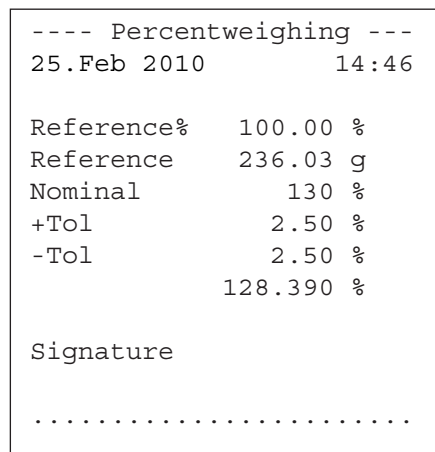 ---- Percentweighing ---
25.Feb 2010 14:46
Reference% 100.00 %
Reference 236.03 g
Nominal 130 %
+Tol 2.50 %
-Tol 2.50 %
128.390 %
Signature
........................